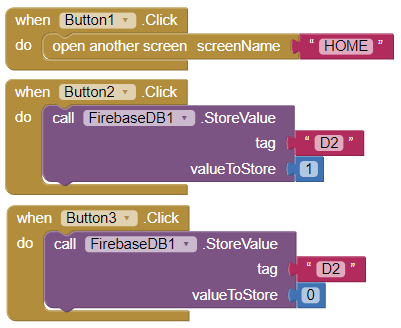 when Button1 .Click
do open another screen screenName " HOME "
when Button2 .Click
do call FirebaseDB1 .StoreValue
tag " D2 "
valueToStore 1
when Button3 .Click
do call FirebaseDB1 .StoreValue
tag " D2 "
valueToStore 0